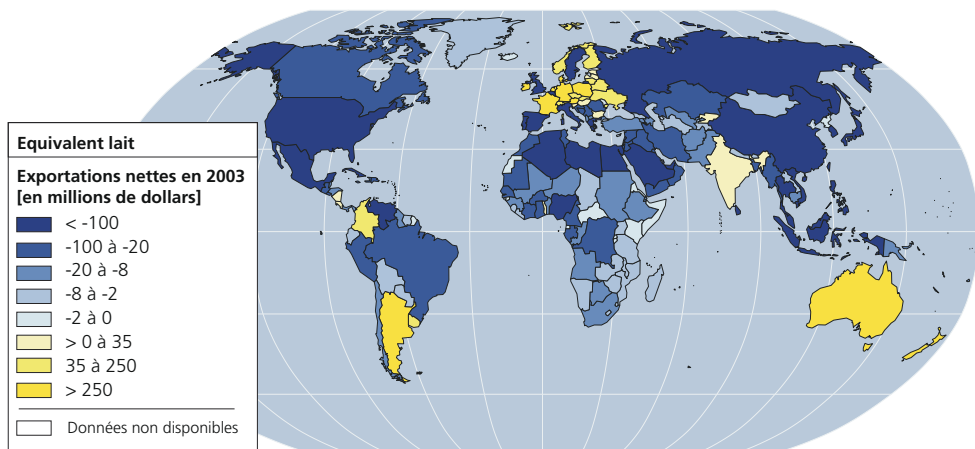 Equivalent lait
Exportations nettes en 2003
[en millions de dollars]
< -100
-100 à -20
-20 à -8
-8 à -2
-2 à 0
> 0 à 35
35 à 250
> 250
Données non disponibles